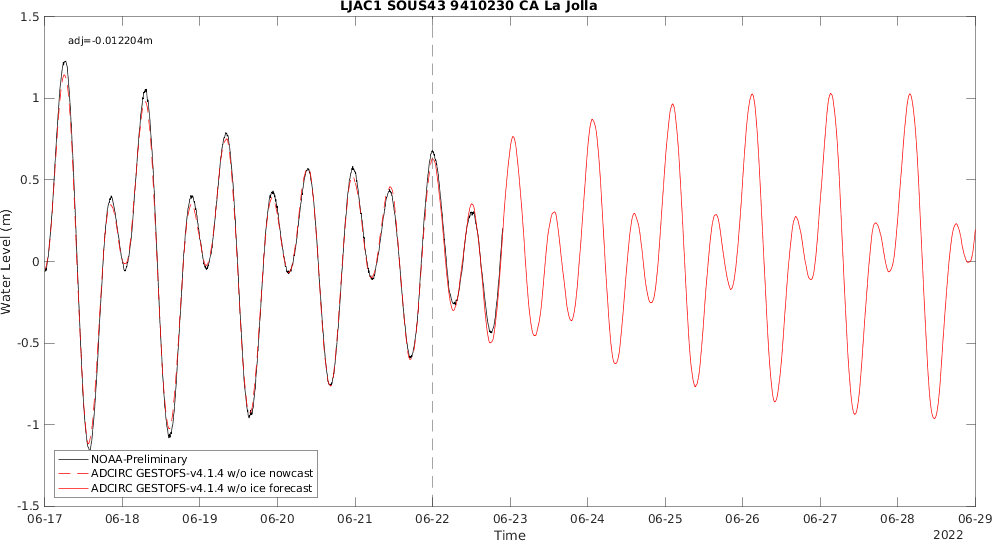 LJAC1 SOUS43 9410230 CA La Jolla
adj=-0.012204m
1.5
1
0.5
0
-0.5
-1
-1.5
Water Level (m)
NOAA-Preliminary
ADCIRC GESTOFS-v4.1.4 w/o ice nowcast
ADCIRC GESTOFS-v4.1.4 w/o ice forecast
06-17 06-18 06-19 06-20 06-21 06-22 06-23 06-24 06-25 06-26 06-27 06-28 06-29
Time
2022